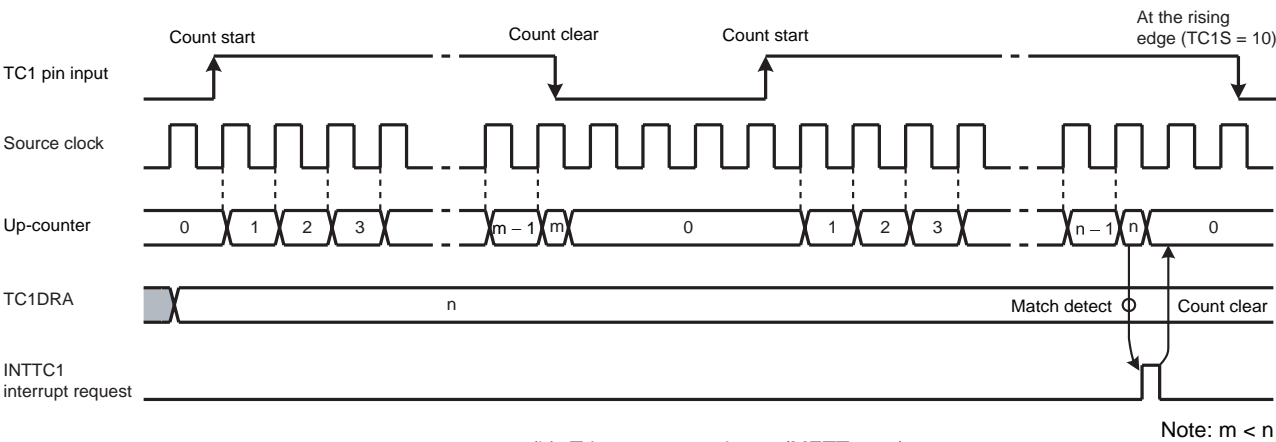 At the rising
edge (TC1S = 10)
Count start
Count clear
Count start
TC1 pin input
Source clock
Up-counter
0
1
2
3
m – 1
m
0
1
2
3
n – 1
n
0
TC1DRA
n
Match detect
Count clear
INTTC1
interrupt request
Note: m < n